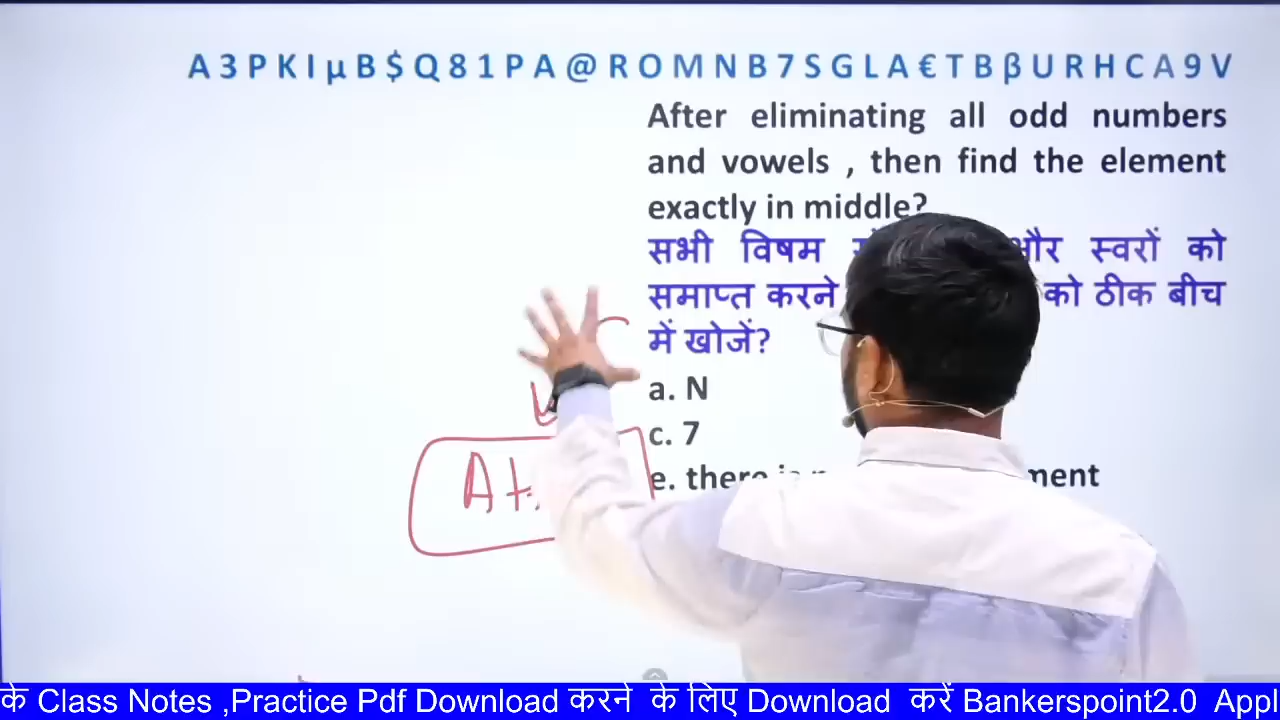 A 3 P K I µ B $ Q 8 1 P A @ R O M N B 7 S G L A € T B β U R H C A 9 V
After eliminating all odd numbers
and vowels , then find the element
exactly in middle?
सभी विषम और स्वरों को
समाप्त करने को ठीक बीच
में खोजें?
a. N
c. 7
e. there is
के Class Notes ,Practice Pdf Download करने के लिए Download करें Bankerspoint2.0 Appl